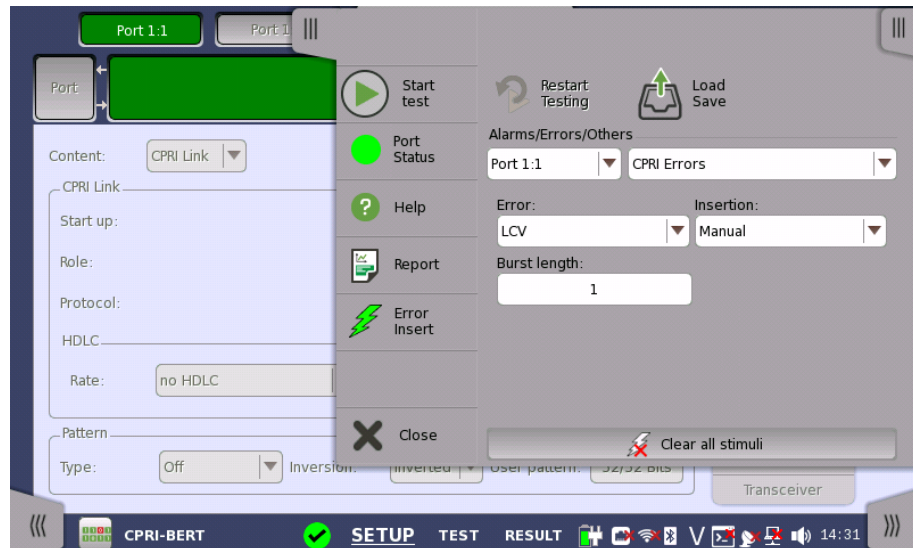 Port 1:1
Port 1
Port
Content:
CPRI Link
CPRI Link
Start up:
Role:
Protocol:
HDLC
Rate:
no HDLC
Pattern
Type:
Off
Inversion:
Inverted
User pattern:
32/32 Bits
Transceiver
Start
test
Port
Status
Help
Report
Error
Insert
Close
Restart
Testing
Load
Save
Alarms/Errors/Others
Port 1:1
CPRI Errors
Error:
Insertion:
LCV
Manual
Burst length:
1
Clear all stimuli
CPRI-BERT
SETUP TEST RESULT
V
14:31